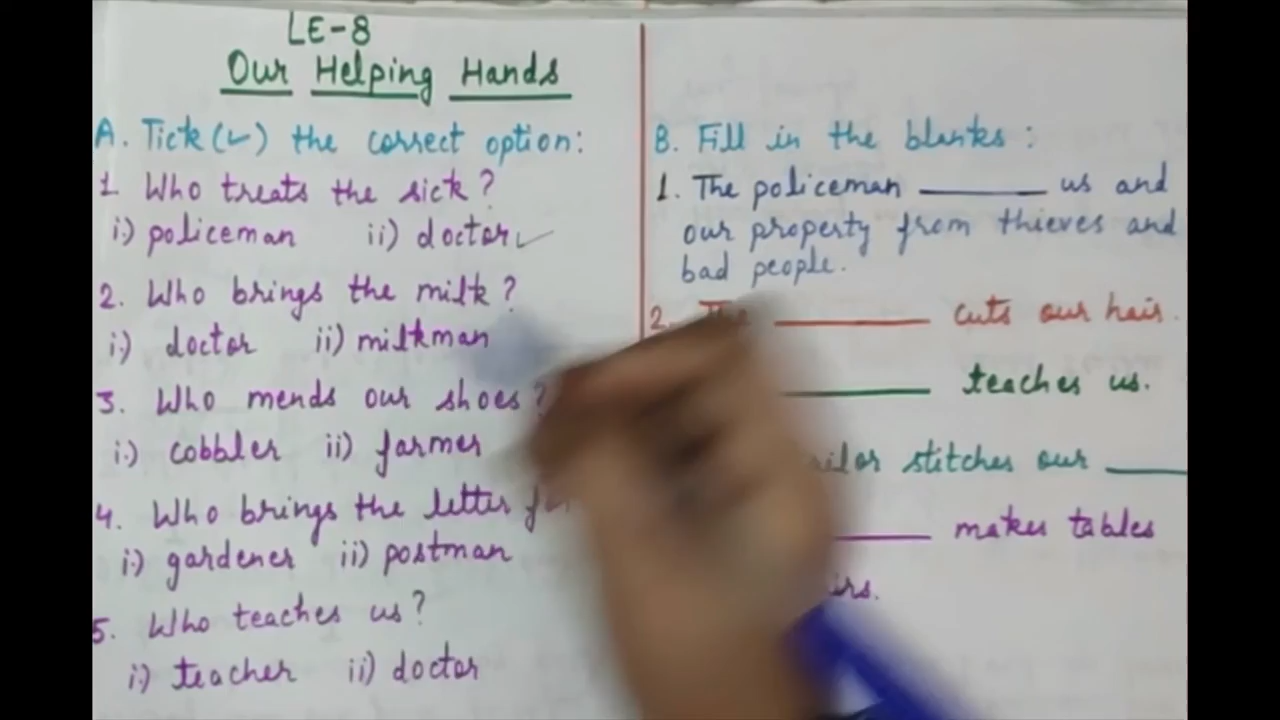 LE-8
Our Helping Hands
A. Tick(✓) the correct option:
1. Who treats the sick?
i) policeman ii) doctor ✓
2. Who brings the milk?
i) doctor ii) milkman
3. Who mends our shoes?
i) cobbler ii) farmer
4. Who brings the letter
i) gardener ii) postman
5. Who teaches us?
i) teacher ii) doctor
B. Fill in the blanks:
1. The policeman ______ us and
our property from thieves and
bad people.
2. The ______ cuts our hair.
______ teaches us.
stitches our ______
______ makes tables